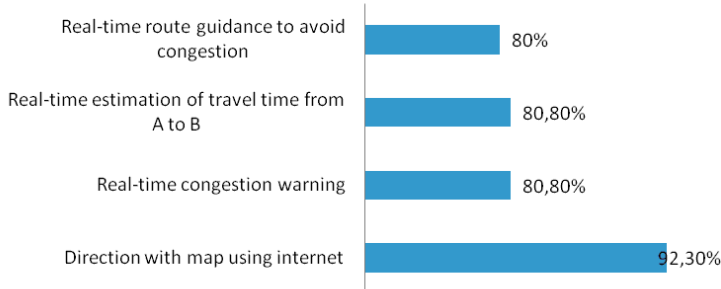 Real-time route guidance to avoid
congestion
80%
Real-time estimation of travel time from
A to B
80,80%
Real-time congestion warning
80,80%
Direction with map using internet
92,30%